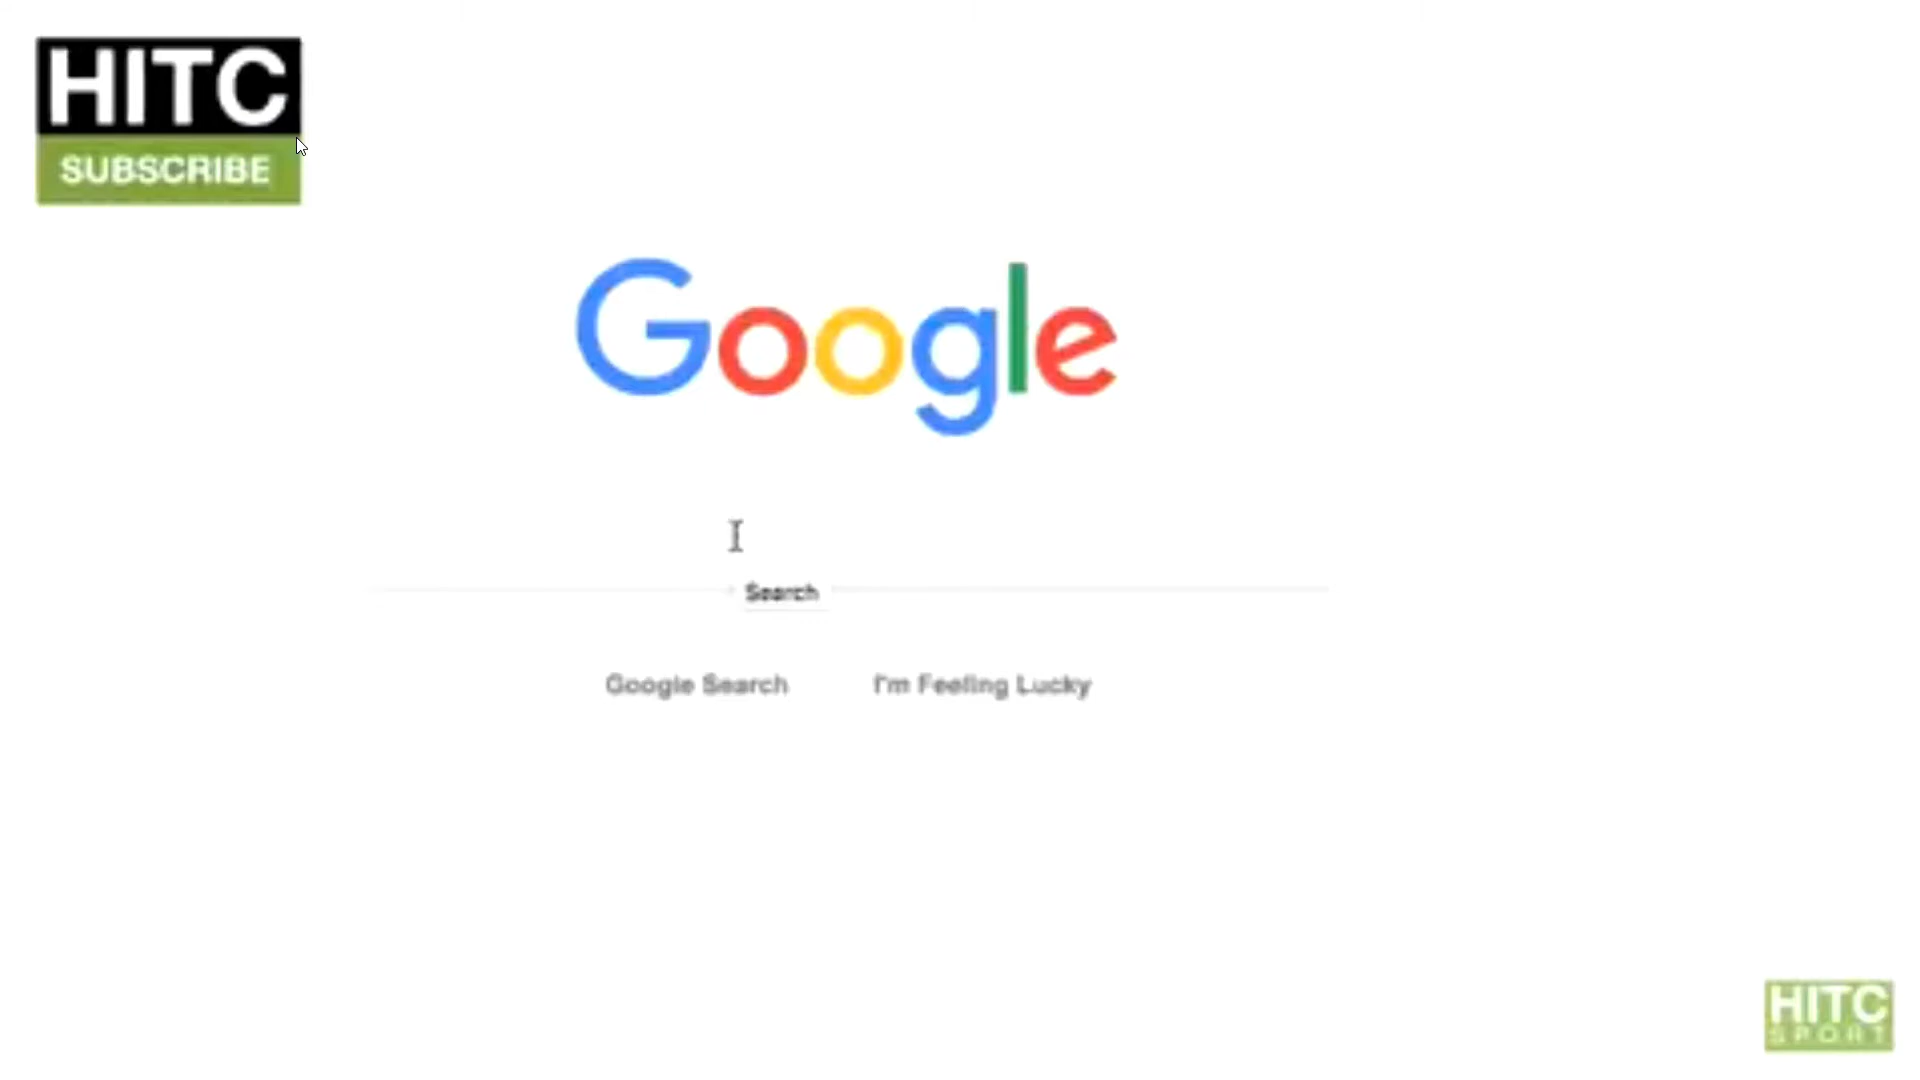 HITC
SUBSCRIBE
Google
Search
Google Search
I'm Feeling Lucky
HITC
SPORT